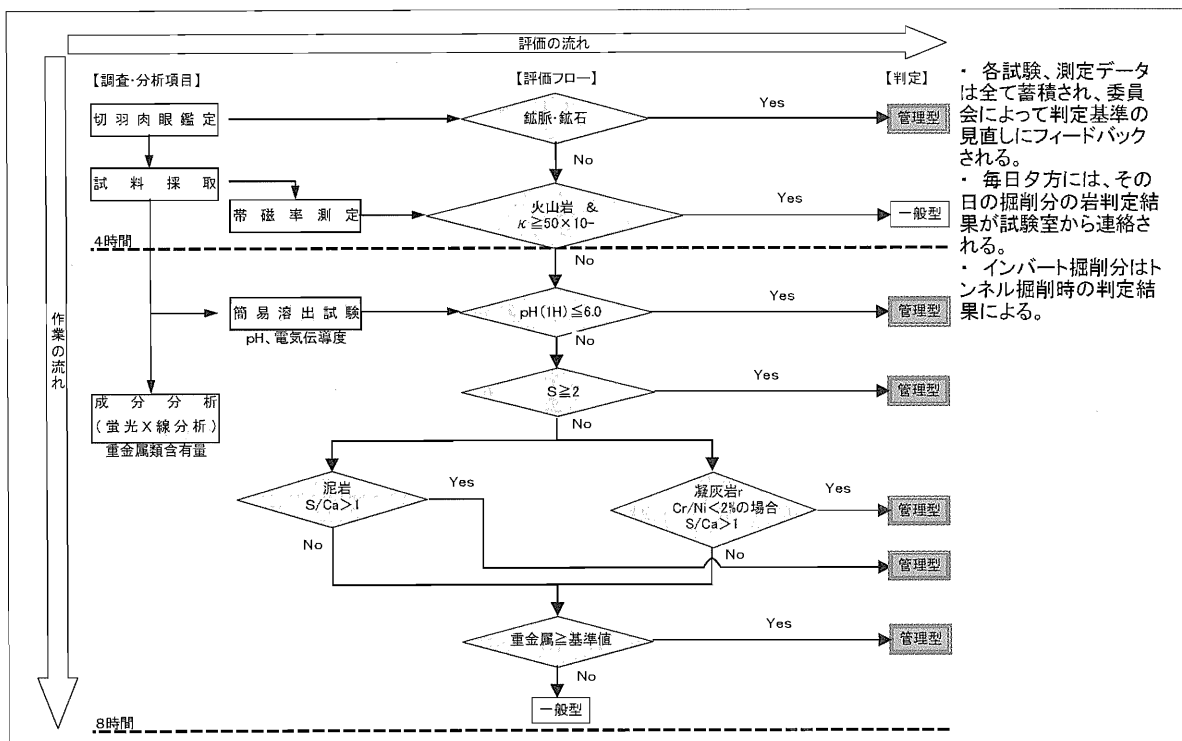 評価の流れ
作業の流れ
【調査・分析項目】
【評価フロー】
【判定】
切羽肉眼鑑定
鉱脈・鉱石
Yes
管理型
No
試料採取
帯磁率測定
火山岩 &
κ≧50×10-
Yes
一般型
4時間
No
簡易溶出試験
pH、電気伝導度
pH(1H)≦6.0
Yes
管理型
No
S≧2
Yes
管理型
No
成分分析
(蛍光X線分析)
重金属類含有量
泥岩
S/Ca>1
Yes
No
凝灰岩r
Cr/Ni<2%の場合
S/Ca>1
Yes
管理型
No
管理型
重金属≧基準値
Yes
管理型
No
一般型
8時間
・ 各試験、測定データ
は全て蓄積され、委員
会によって判定基準の
見直しにフィードバック
される。
・ 毎日夕方には、その
日の掘削分の岩判定結
果が試験室から連絡さ
れる。
・ インバート掘削分はト
ンネル掘削時の判定結
果による。